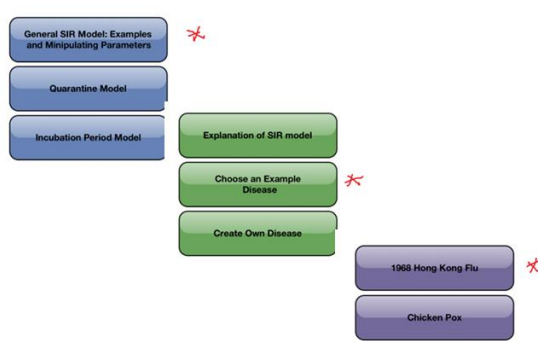 General SIR Model: Examples
and Minipulating Parameters
Quarantine Model
Incubation Period Model
Explanation of SIR model
Choose an Example
Disease
Create Own Disease
1968 Hong Kong Flu
Chicken Pox